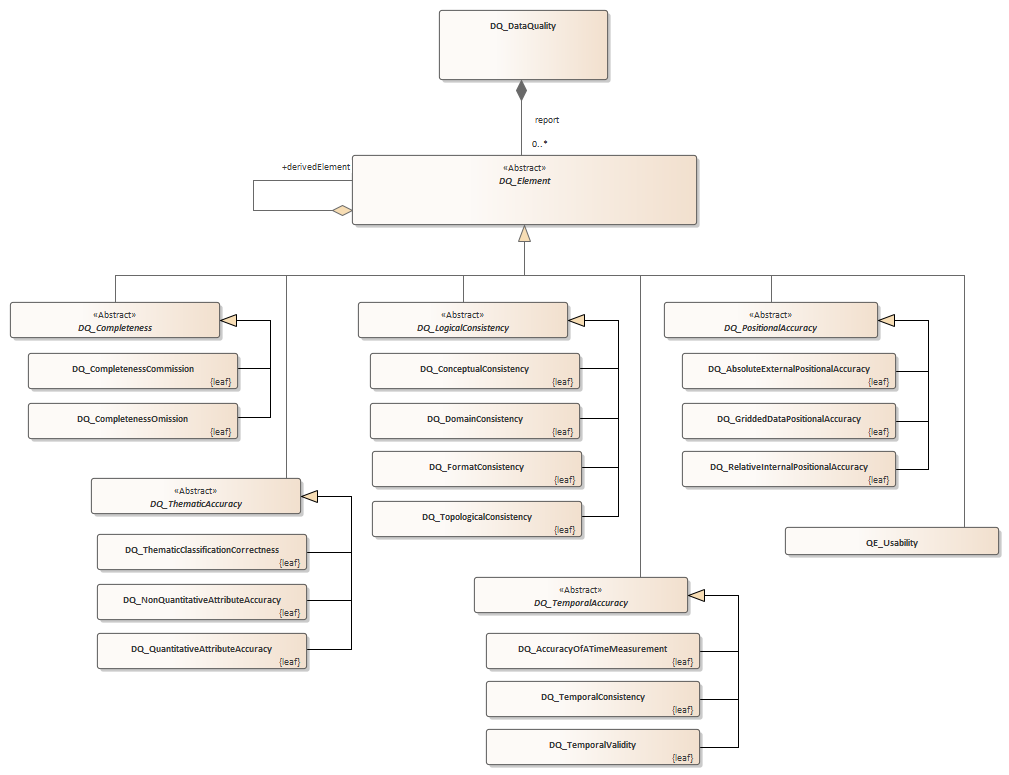 DQ_DataQuality
report
0..*
+derivedElement
«Abstract»
DQ_Element
«Abstract»
DQ_Completeness
DQ_CompletenessCommission
{leaf}
DQ_CompletenessOmission
{leaf}
«Abstract»
DQ_LogicalConsistency
DQ_ConceptualConsistency
{leaf}
DQ_DomainConsistency
{leaf}
DQ_FormatConsistency
{leaf}
DQ_TopologicalConsistency
{leaf}
«Abstract»
DQ_PositionalAccuracy
DQ_AbsoluteExternalPositionalAccuracy
{leaf}
DQ_GriddedDataPositionalAccuracy
{leaf}
DQ_RelativeInternalPositionalAccuracy
{leaf}
«Abstract»
DQ_ThematicAccuracy
DQ_ThematicClassificationCorrectness
{leaf}
DQ_NonQuantitativeAttributeAccuracy
{leaf}
DQ_QuantitativeAttributeAccuracy
{leaf}
QE_Usability
«Abstract»
DQ_TemporalAccuracy
DQ_AccuracyOfATimeMeasurement
{leaf}
DQ_TemporalConsistency
{leaf}
DQ_TemporalValidity
{leaf}